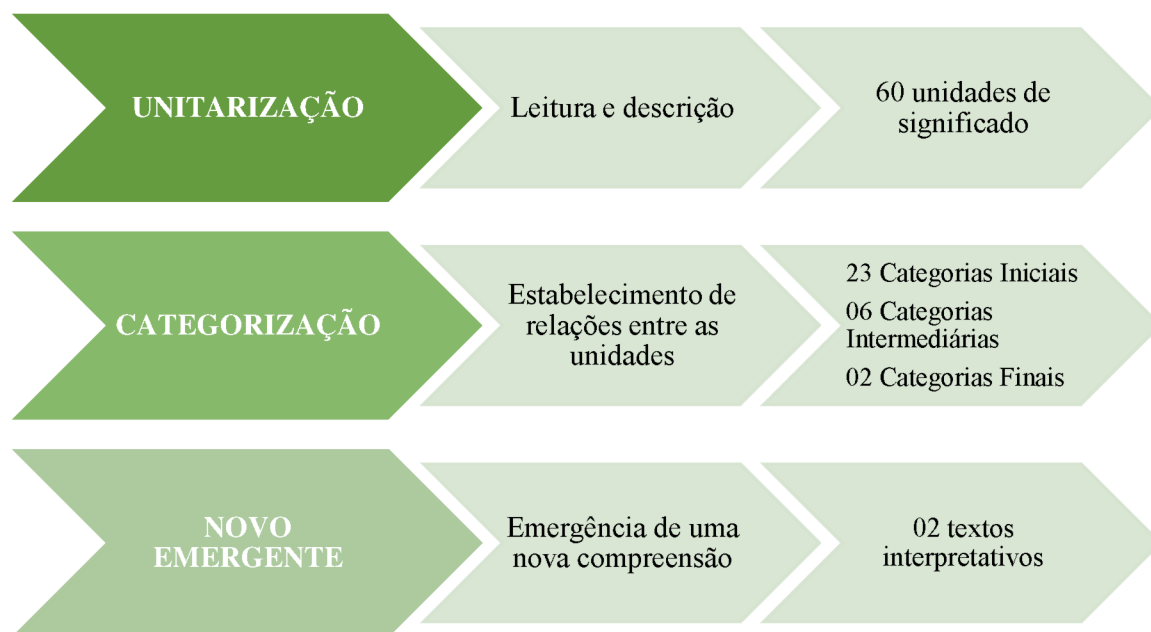 UNITARIZAÇÃO
Leitura e descrição
60 unidades de
significado
CATEGORIZAÇÃO
Estabelecimento de
relações entre as
unidades
23 Categorias Iniciais
06 Categorias
Intermediárias
02 Categorias Finais
NOVO
EMERGENTE
Emergência de uma
nova compreensão
02 textos
interpretativos